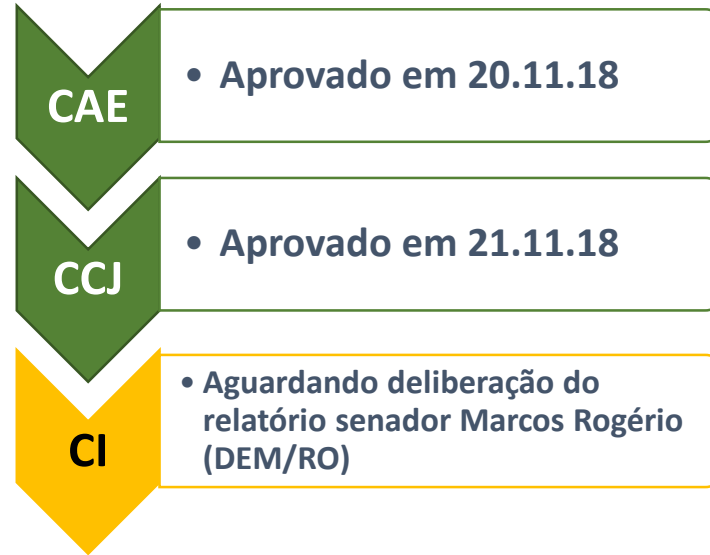 CAE
• Aprovado em 20.11.18
CCJ
• Aprovado em 21.11.18
CI
• Aguardando deliberação do
relatório senador Marcos Rogério
(DEM/RO)